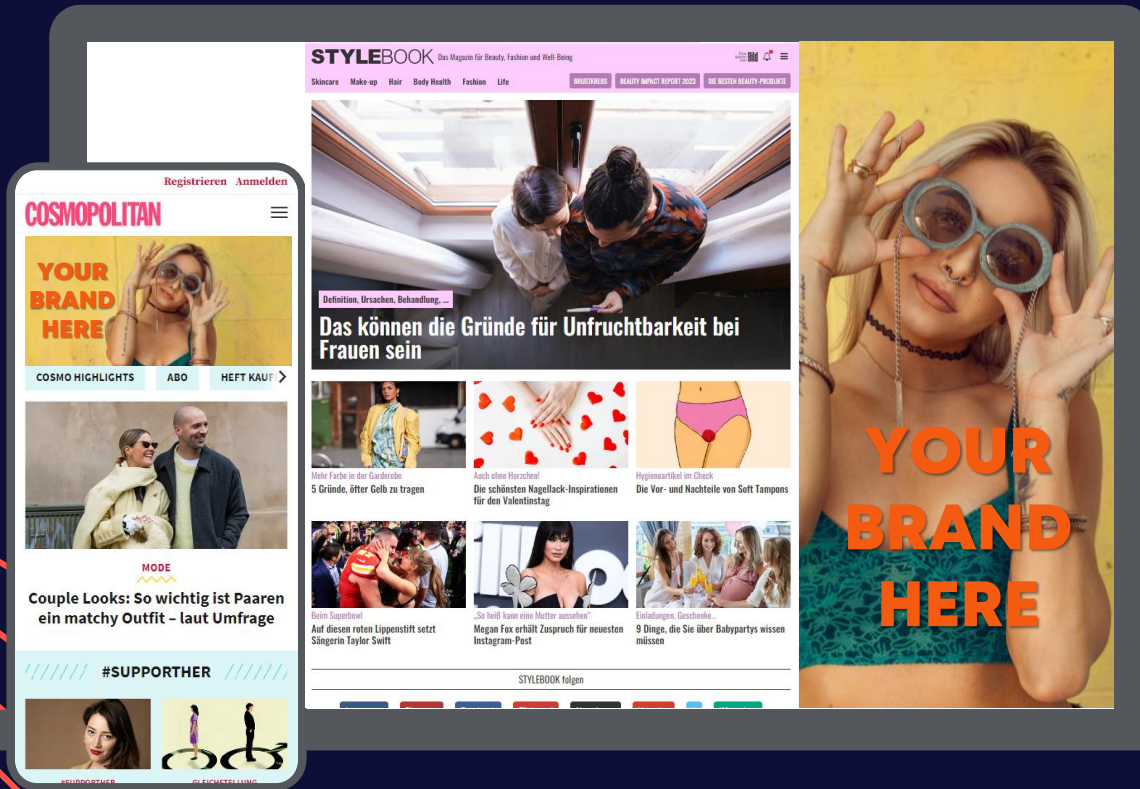 Registrieren Anmelden
COSMOPOLITAN
YOUR
BRAND
HERE
COSMO HIGHLIGHTS ABO HEFT KAUF
MODE
Couple Looks: So wichtig ist Paaren
ein matchy Outfit – laut Umfrage
#SUPPORTHER
#SUPPORTHER GLEICHSTELLUNG
STYLEBOOK Das Magazin für Beauty, Fashion und Well-Being
Bild
Skincare Make-up Hair Body Health Fashion Life
BRUSTKREBS BEAUTY IMPACT REPORT 2023 DIE BESTEN BEAUTY-PRODUKTE
Definition, Ursachen, Behandlung, ...
Das können die Gründe für Unfruchtbarkeit bei
Frauen sein
Mehr Farbe in der Garderobe
5 Gründe, öfter Gelb zu tragen
Auch ohne Herzchen!
Die schönsten Nagellack-Inspirationen
für den Valentinstag
Hygieneartikel im Check
Die Vor- und Nachteile von Soft Tampons
Beim Superbowl
Auf diesen roten Lippenstift setzt
Sängerin Taylor Swift
„So heiß kann eine Mutter aussehen“
Megan Fox erhält Zuspruch für neuesten
Instagram-Post
Einladungen, Geschenke...
9 Dinge, die Sie über Babypartys wissen
müssen
STYLEBOOK folgen
YOUR
BRAND
HERE